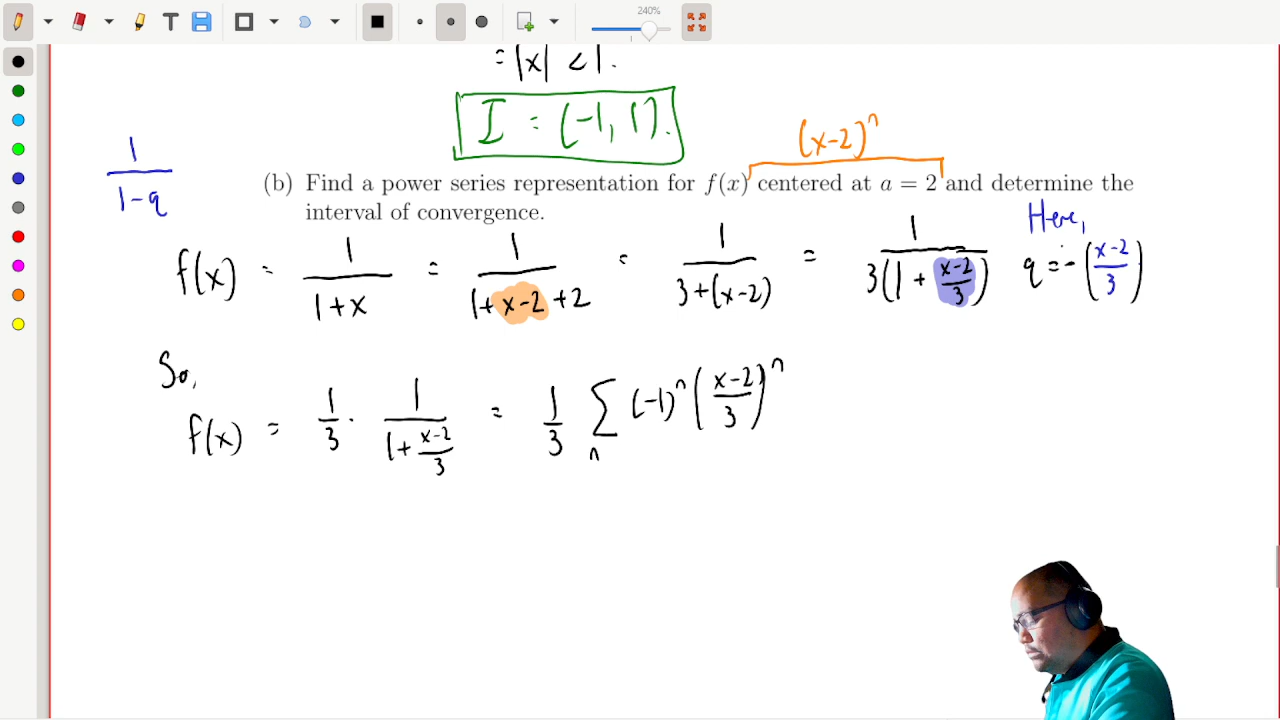 240%
= |x| < 1.
I = (-1, 1).
(x-2)^n
1/(1-q)
(b) Find a power series representation for f(x) centered at a = 2 and determine the
interval of convergence.
Here,
f(x) = 1/(1+x) = 1/(1+x-2+2) = 1/(3+(x-2)) = 1/(3(1+(x-2)/3)) q = -((x-2)/3)
So,
f(x) = 1/3 · 1/(1+(x-2)/3) = 1/3 ∑_n (-1)^n ((x-2)/3)^n